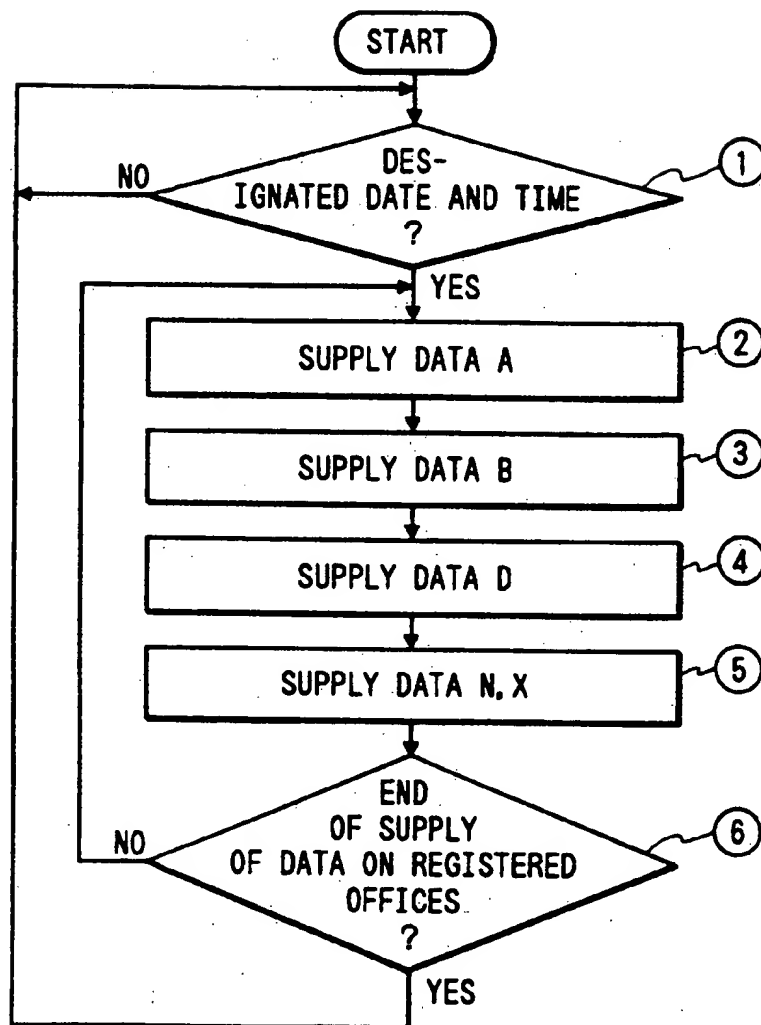 START
DES-
IGNATED DATE AND TIME
?
1
NO
YES
SUPPLY DATA A
2
SUPPLY DATA B
3
SUPPLY DATA D
4
SUPPLY DATA N, X
5
END
OF SUPPLY
OF DATA ON REGISTERED
OFFICES
?
6
NO
YES